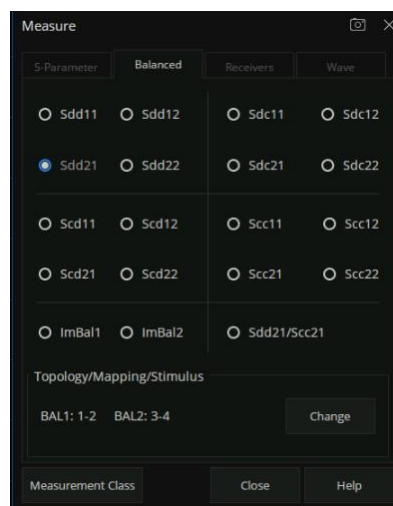 Measure
S-Parameter Balanced Receivers Wave
Sdd11 Sdd12 Sdc11 Sdc12
Sdd21 Sdd22 Sdc21 Sdc22
Scd11 Scd12 Scc11 Scc12
Scd21 Scd22 Scc21 Scc22
ImBal1 ImBal2 Sdd21/Scc21
Topology/Mapping/Stimulus
BAL1: 1-2 BAL2: 3-4 Change
Measurement Class Close Help